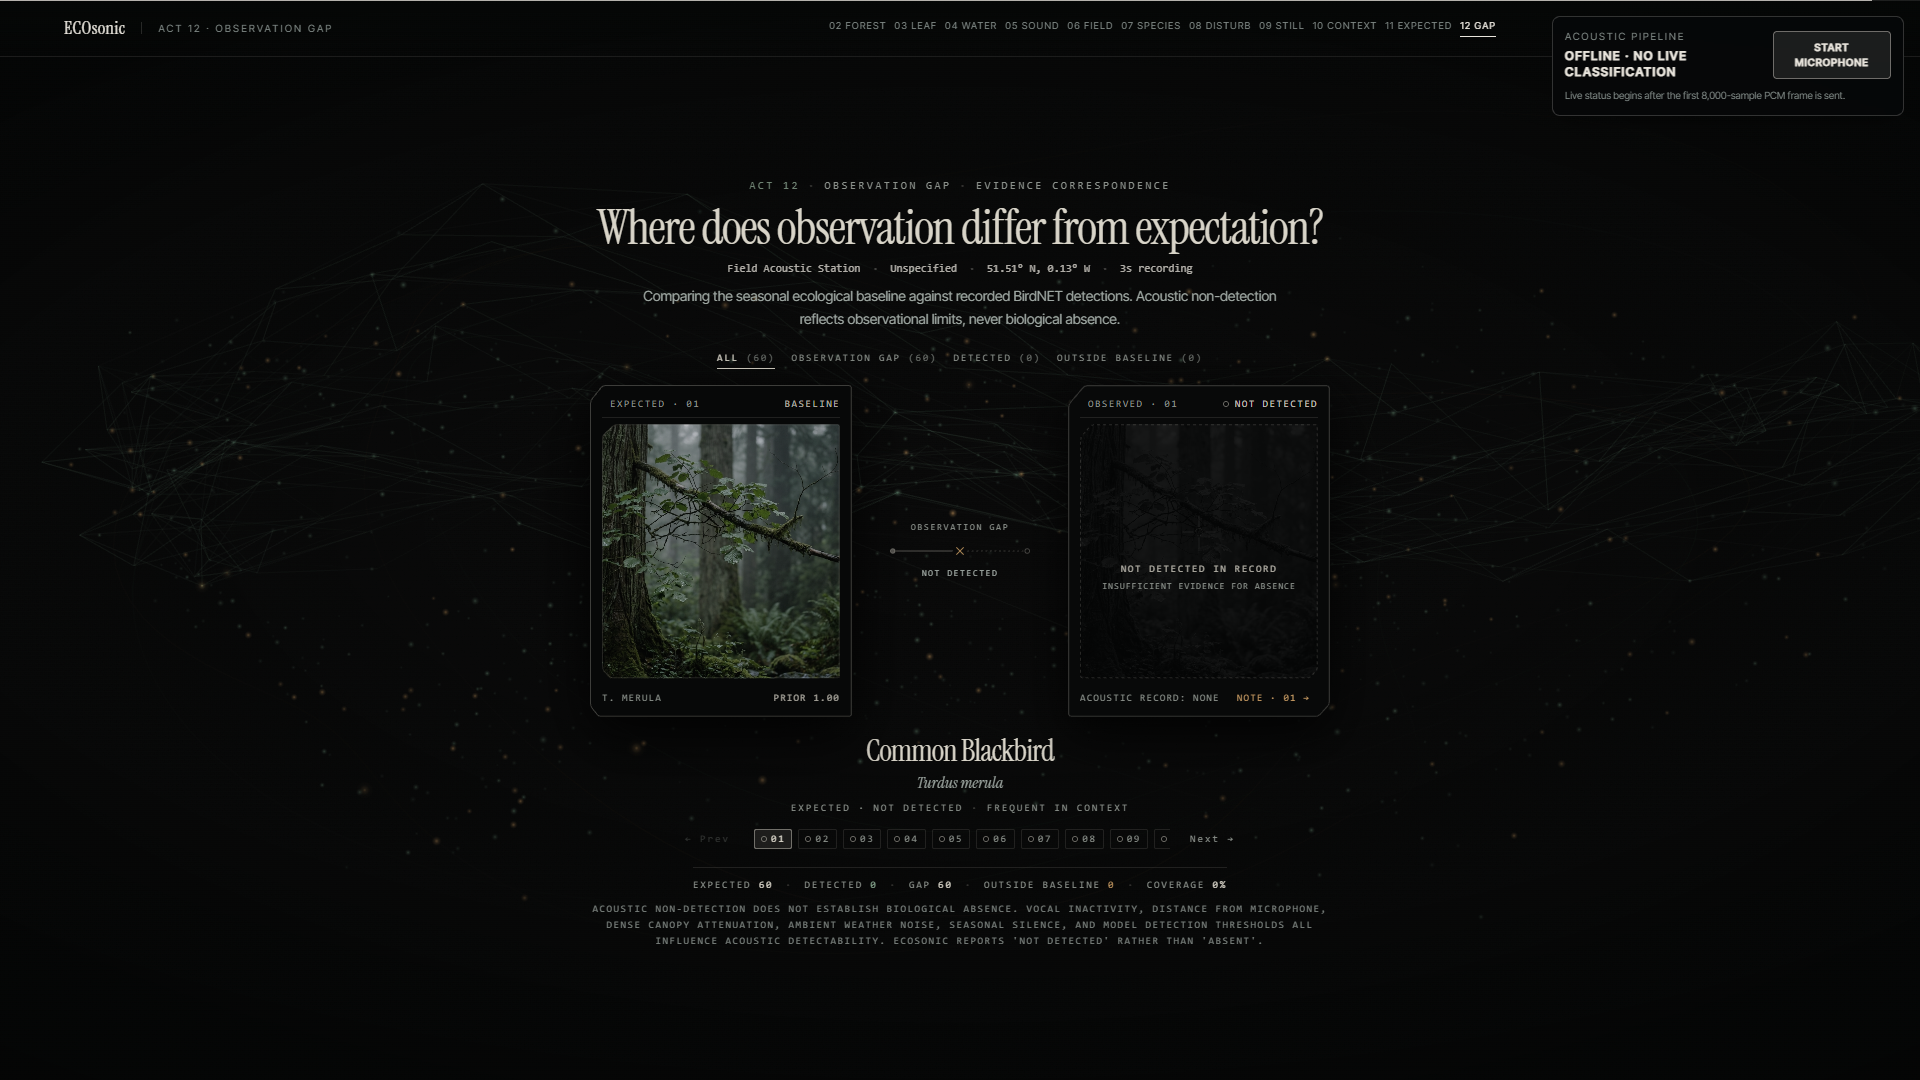 ECOsonic
ACT 12 · OBSERVATION GAP
02 FOREST 03 LEAF 04 WATER 05 SOUND 06 FIELD 07 SPECIES 08 DISTURB 09 STILL 10 CONTEXT 11 EXPECTED 12 GAP
ACOUSTIC PIPELINE
OFFLINE · NO LIVE
CLASSIFICATION
START
MICROPHONE
Live status begins after the first 8,000-sample PCM frame is sent.
ACT 12 · OBSERVATION GAP · EVIDENCE CORRESPONDENCE
Where does observation differ from expectation?
Field Acoustic Station · Unspecified · 51.51° N, 0.13° W · 3s recording
Comparing the seasonal ecological baseline against recorded BirdNET detections. Acoustic non-detection
reflects observational limits, never biological absence.
ALL (60) OBSERVATION GAP (60) DETECTED (0) OUTSIDE BASELINE (0)
EXPECTED · 01 BASELINE
T. MERULA PRIOR 1.00
OBSERVATION GAP
NOT DETECTED
OBSERVED · 01 ○ NOT DETECTED
NOT DETECTED IN RECORD
INSUFFICIENT EVIDENCE FOR ABSENCE
ACOUSTIC RECORD: NONE NOTE · 01 →
Common Blackbird
Turdus merula
EXPECTED · NOT DETECTED · FREQUENT IN CONTEXT
← Prev ○ 01 ○ 02 ○ 03 ○ 04 ○ 05 ○ 06 ○ 07 ○ 08 ○ 09 ○ Next →
EXPECTED 60 · DETECTED 0 · GAP 60 · OUTSIDE BASELINE 0 · COVERAGE 0%
ACOUSTIC NON-DETECTION DOES NOT ESTABLISH BIOLOGICAL ABSENCE. VOCAL INACTIVITY, DISTANCE FROM MICROPHONE,
DENSE CANOPY ATTENUATION, AMBIENT WEATHER NOISE, SEASONAL SILENCE, AND MODEL DETECTION THRESHOLDS ALL
INFLUENCE ACOUSTIC DETECTABILITY. ECOSONIC REPORTS 'NOT DETECTED' RATHER THAN 'ABSENT'.